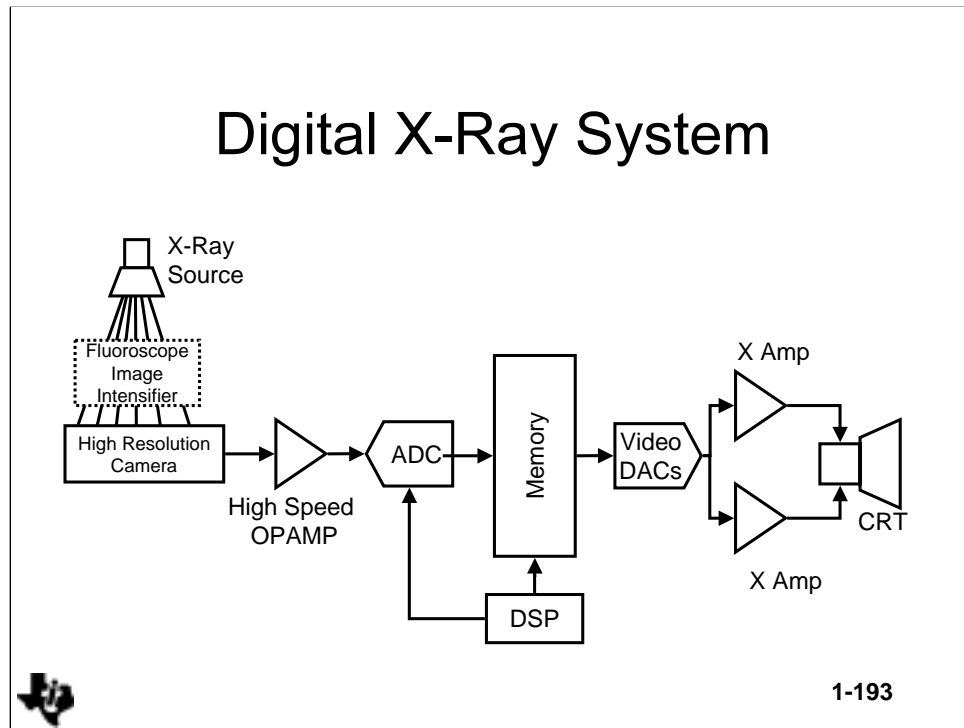 Digital X-Ray System
X-Ray
Source
Fluoroscope
Image
Intensifier
High Resolution
Camera
High Speed
OPAMP
ADC
Memory
DSP
Video
DACs
X Amp
X Amp
CRT
1-193